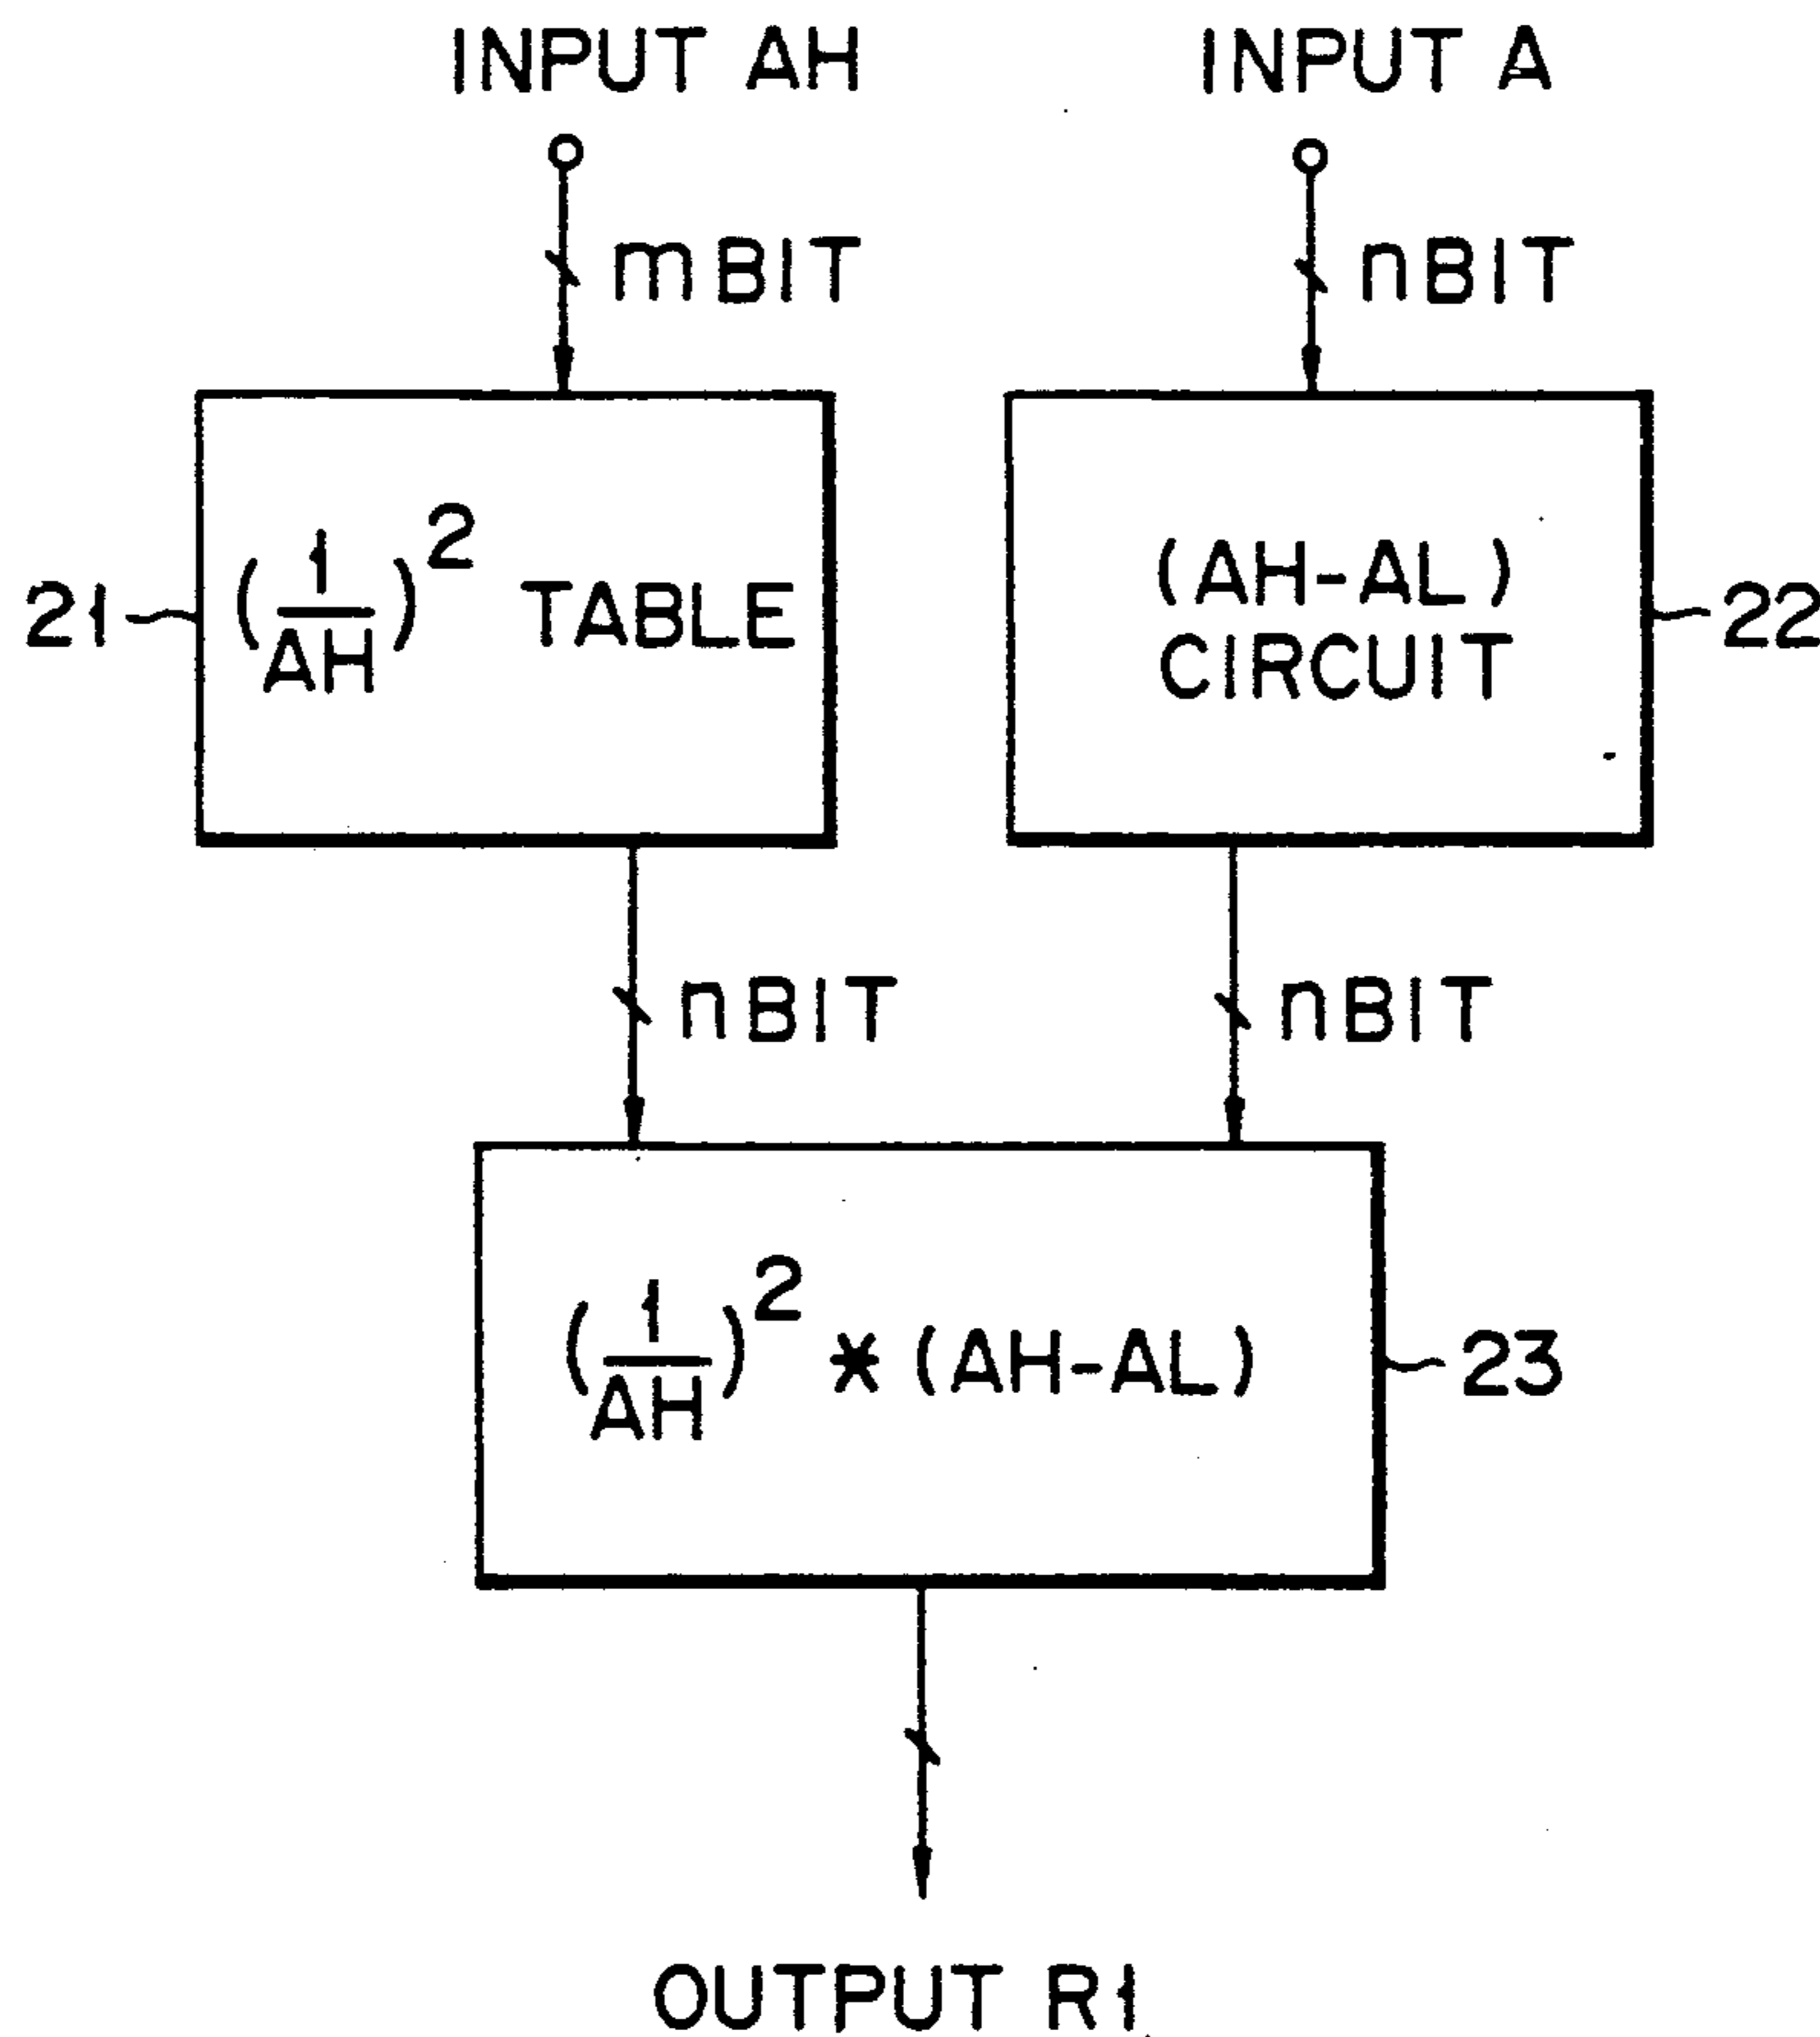 INPUT AH INPUT A
mBIT nBIT
21 (1/AH)² TABLE
(AH-AL) CIRCUIT 22
nBIT nBIT
(1/AH)² * (AH-AL) 23
OUTPUT R1